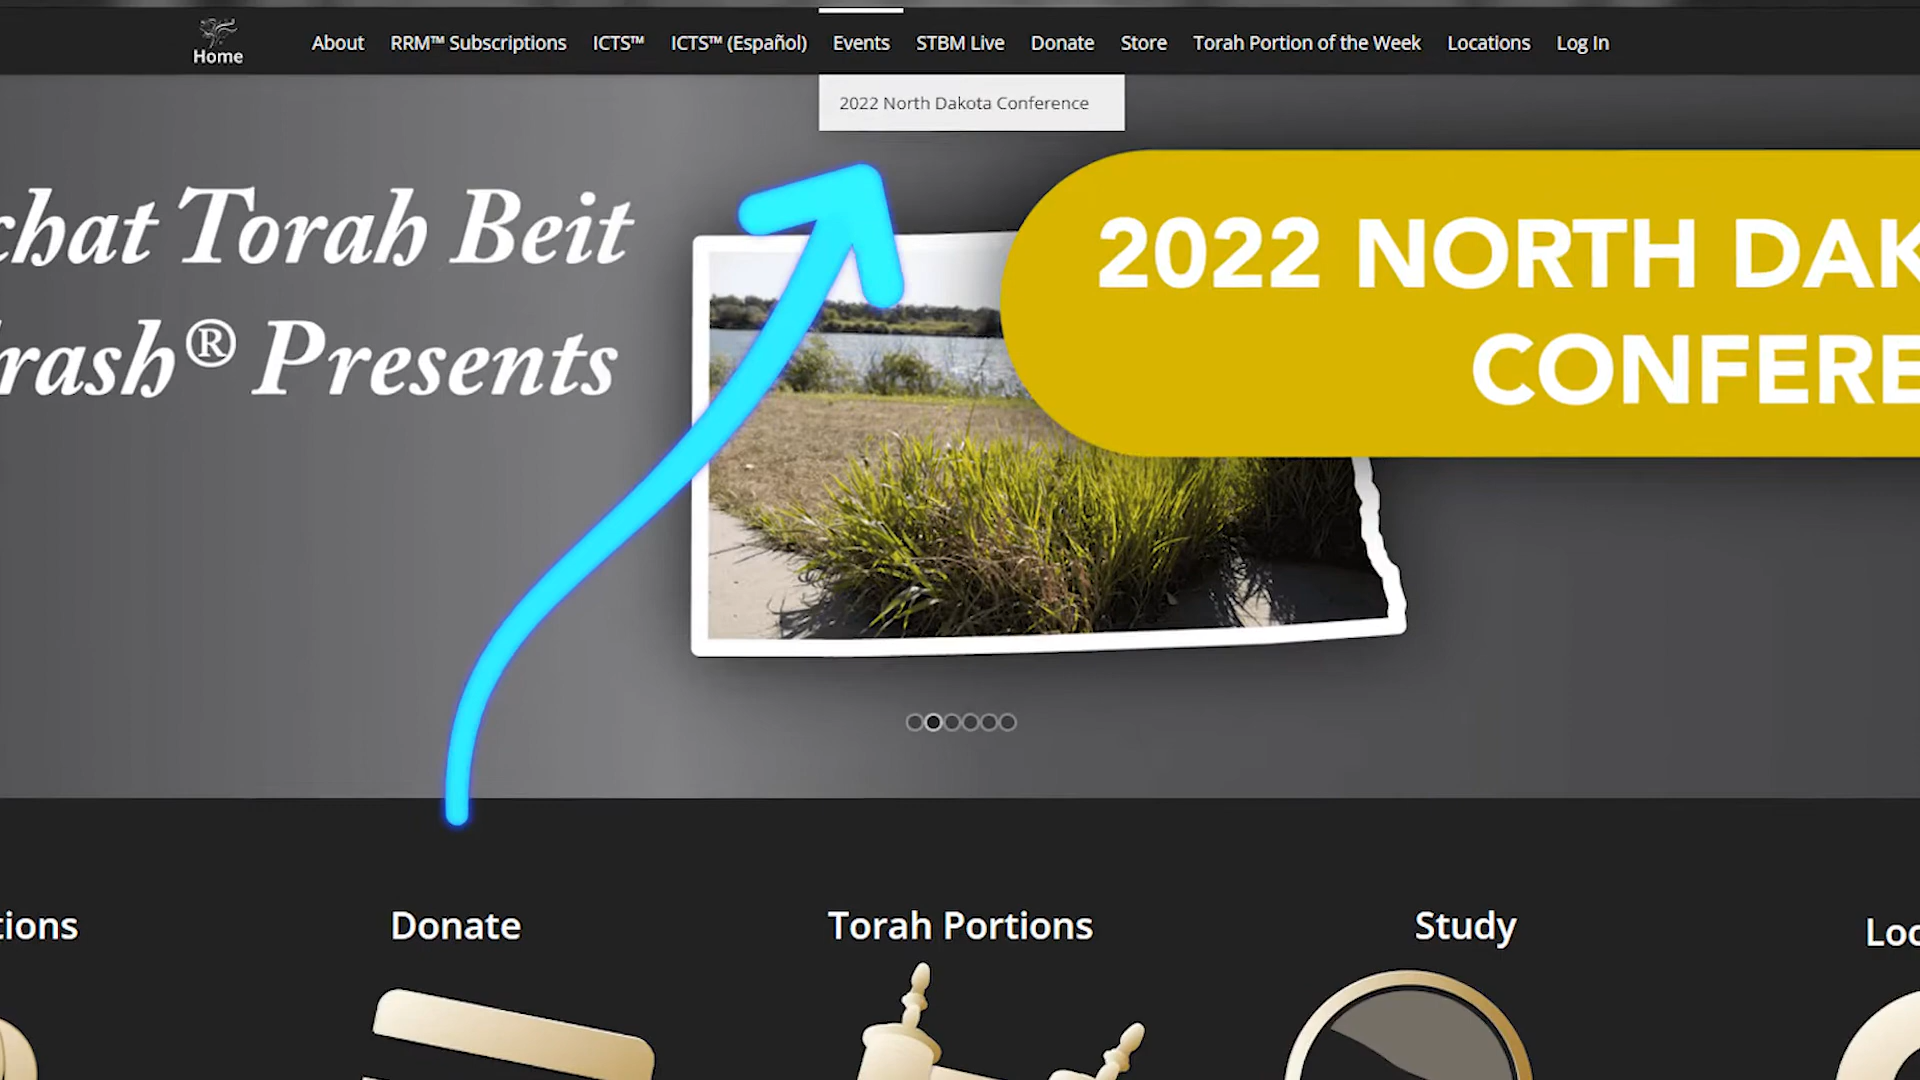 Home
About
RRM™ Subscriptions
ICTS™
ICTS™ (Español)
Events
STBM Live
Donate
Store
Torah Portion of the Week
Locations
Log In
2022 North Dakota Conference
chat Torah Beit
rash® Presents
2022 NORTH DAK
CONFERE
tions
Donate
Torah Portions
Study
Loc